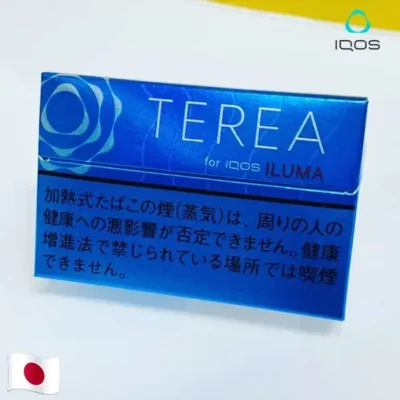 IQOS
TEREA
for IQOS ILUMA
加熱式たばこの煙(蒸気)は、周りの人の
健康への悪影響が否定できません。健康
増進法で禁じられている場所では喫煙
できません。